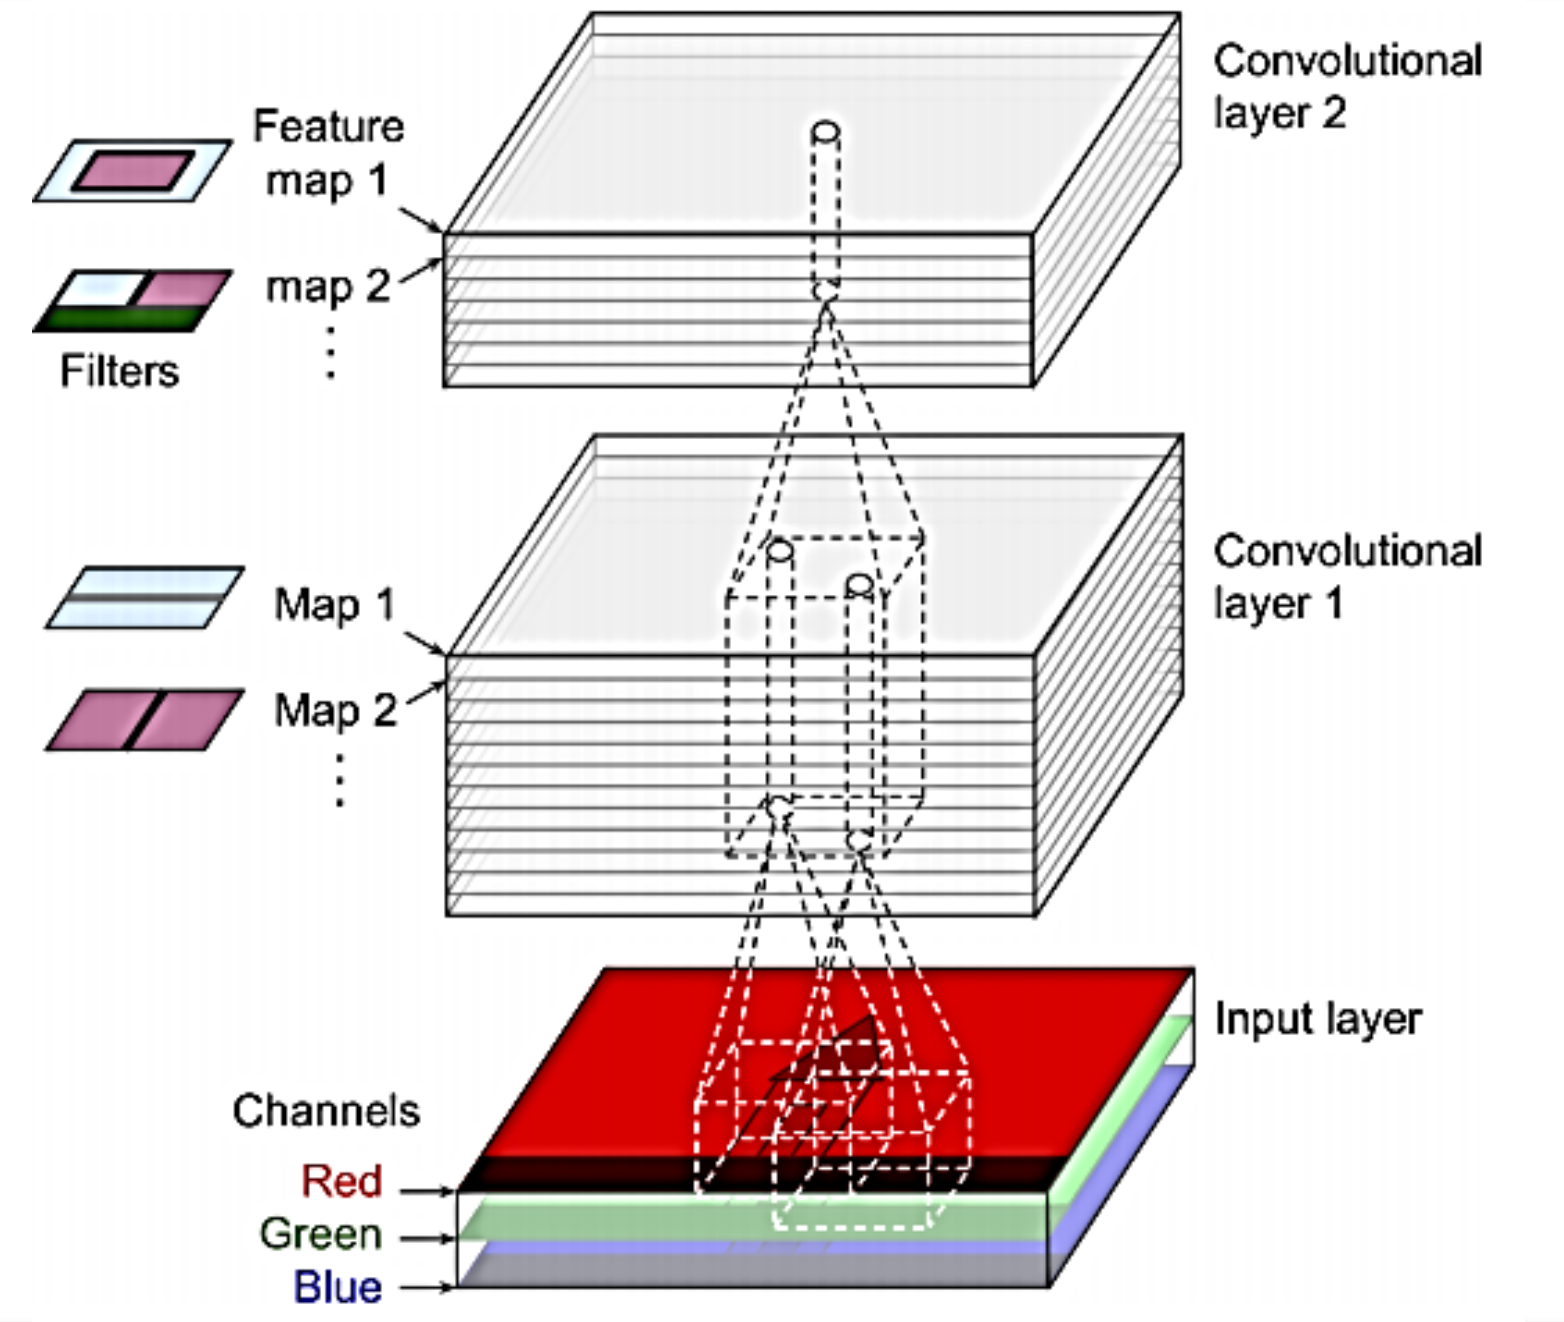 Convolutional
layer 2
Feature
map 1
map 2
Filters
Convolutional
layer 1
Map 1
Map 2
Input layer
Channels
Red
Green
Blue